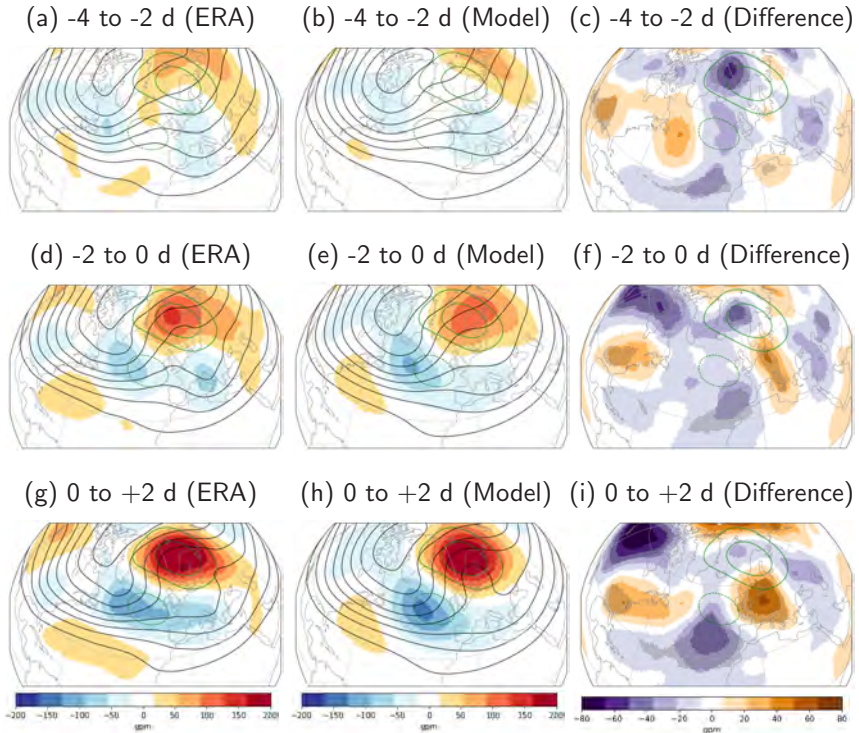 (a) -4 to -2 d (ERA)
(b) -4 to -2 d (Model)
(c) -4 to -2 d (Difference)
(d) -2 to 0 d (ERA)
(e) -2 to 0 d (Model)
(f) -2 to 0 d (Difference)
(g) 0 to +2 d (ERA)
(h) 0 to +2 d (Model)
(i) 0 to +2 d (Difference)
−200 −150 −100 −50 0 50 100 150 200
gpm
−200 −150 −100 −50 0 50 100 150 200
gpm
−80 −60 −40 −20 0 20 40 60 80
gpm